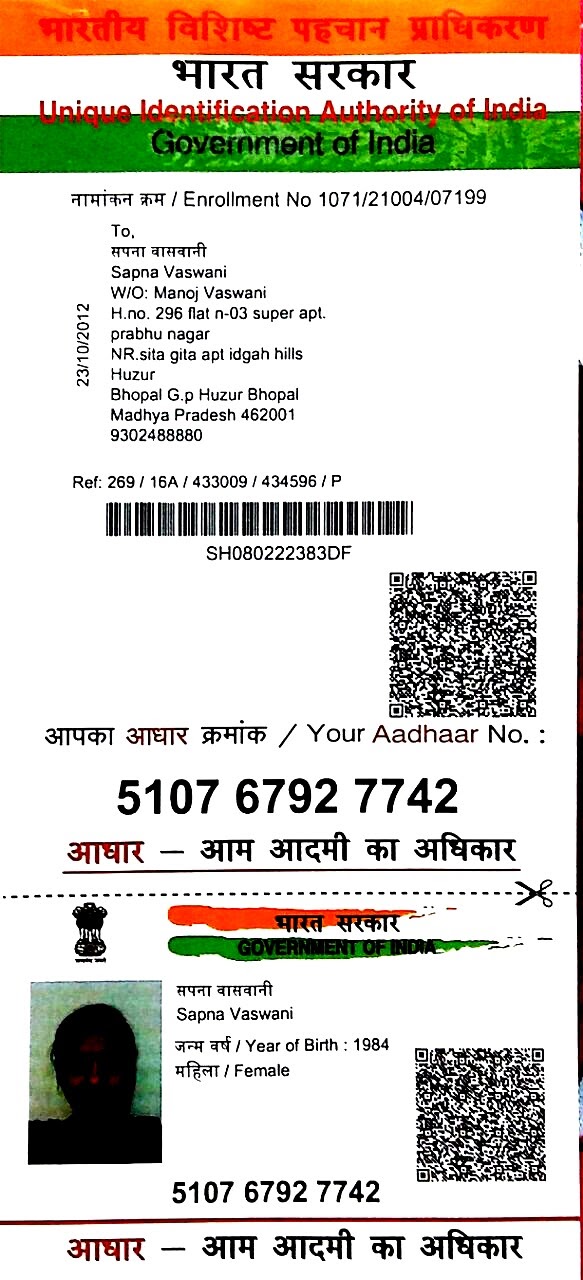 भारतीय विशिष्ट पहचान प्राधिकरण
भारत सरकार
Unique Identification Authority of India
Government of India
नामांकन क्रम / Enrollment No 1071/21004/07199
To,
सपना वासवानी
Sapna Vaswani
W/O: Manoj Vaswani
H.no. 296 flat n-03 super apt.
prabhu nagar
NR.sita gita apt idgah hills
Huzur
Bhopal G.p Huzur Bhopal
Madhya Pradesh 462001
9302488880
23/10/2012
Ref: 269 / 16A / 433009 / 434596 / P
SH080222383DF
आपका आधार क्रमांक / Your Aadhaar No. :
5107 6792 7742
आधार — आम आदमी का अधिकार
भारत सरकार
GOVERNMENT OF INDIA
सपना वासवानी
Sapna Vaswani
जन्म वर्ष / Year of Birth : 1984
महिला / Female
5107 6792 7742
आधार — आम आदमी का अधिकार